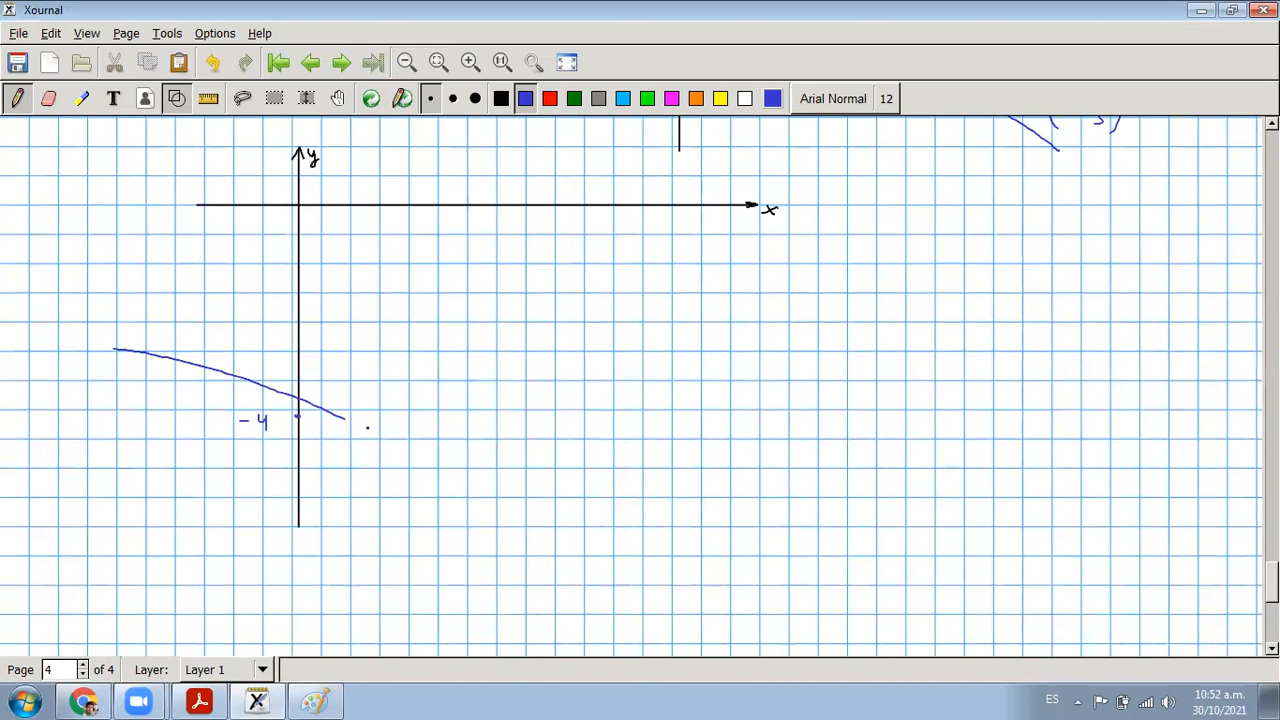 Xournal
File Edit View Page Tools Options Help
Arial Normal 12
y
x
- 4
Page 4 of 4 Layer: Layer 1
ES 10:52 a.m.
30/10/2021